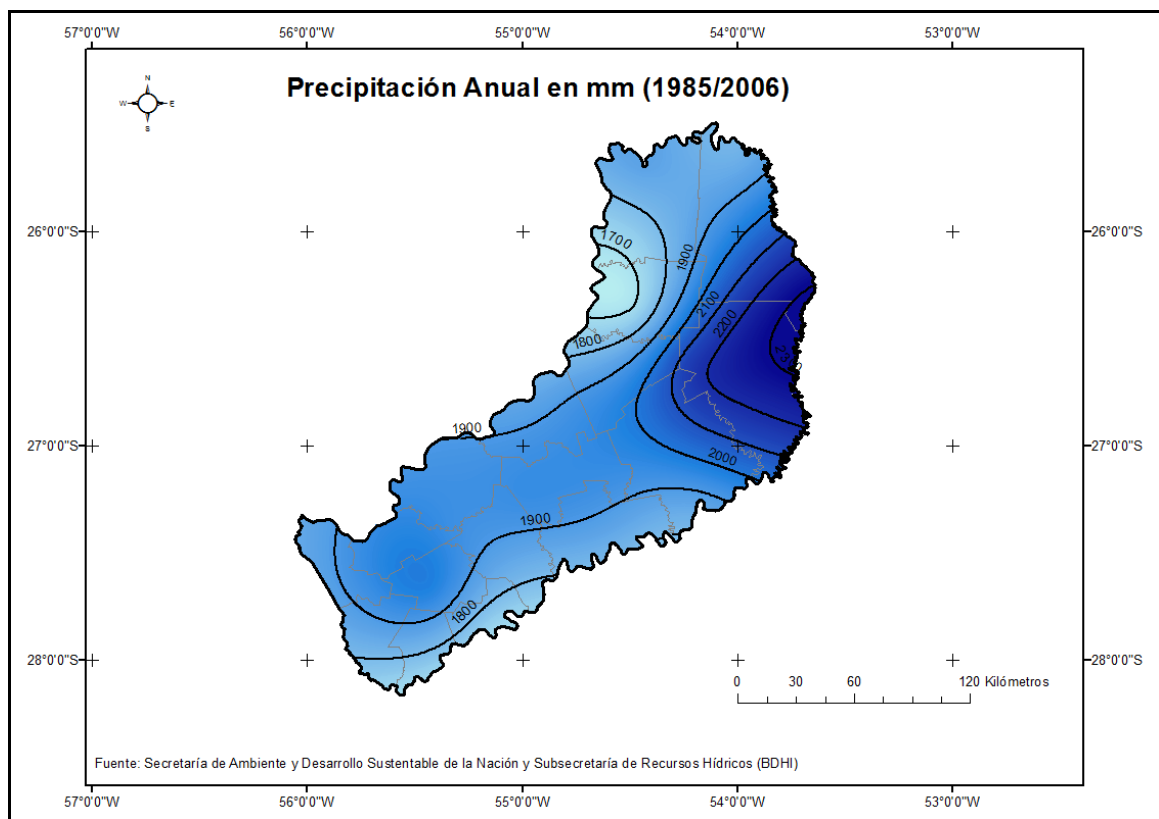 57°0'0"W 56°0'0"W 55°0'0"W 54°0'0"W 53°0'0"W
N
W E
S
Precipitación Anual en mm (1985/2006)
26°0'0"S 26°0'0"S
1700
1900
2100
2200
1800
1900
27°0'0"S 27°0'0"S
2000
1900
1800
28°0'0"S 28°0'0"S
0 30 60 120 Kilómetros
Fuente: Secretaría de Ambiente y Desarrollo Sustentable de la Nación y Subsecretaría de Recursos Hídricos (BDHI)
57°0'0"W 56°0'0"W 55°0'0"W 54°0'0"W 53°0'0"W